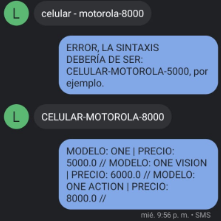 L
celular - motorola-8000
ERROR, LA SINTAXIS
DEBERÍA DE SER:
CELULAR-MOTOROLA-5000, por
ejemplo.
L
CELULAR-MOTOROLA-8000
MODELO: ONE | PRECIO:
5000.0 // MODELO: ONE VISION
| PRECIO: 6000.0 // MODELO:
ONE ACTION | PRECIO:
8000.0 //
mié. 9:56 p. m. • SMS